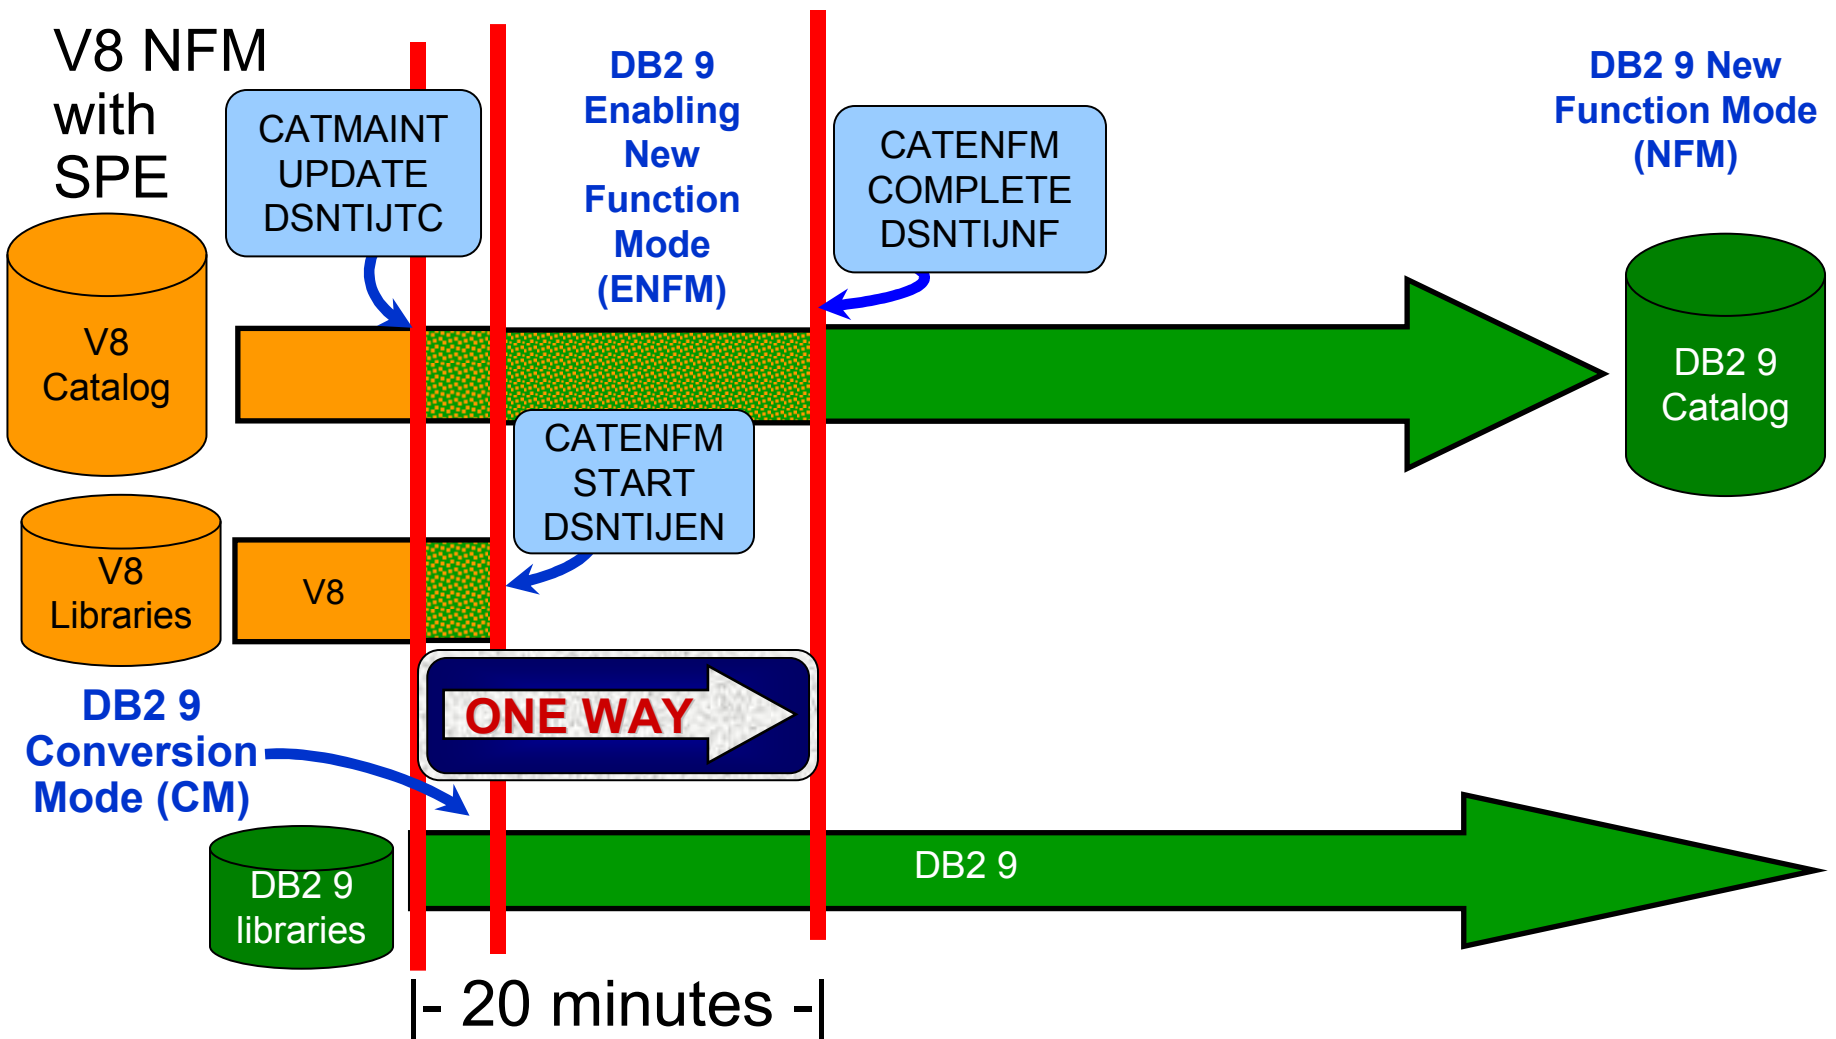 V8 NFM
with
SPE
CATMAINT
UPDATE
DSNTIJTC
DB2 9
Enabling
New
Function
Mode
(ENFM)
CATENFM
COMPLETE
DSNTIJNF
DB2 9 New
Function Mode
(NFM)
V8
Catalog
DB2 9
Catalog
CATENFM
START
DSNTIJEN
V8
Libraries
V8
ONE WAY
DB2 9
Conversion
Mode (CM)
DB2 9
libraries
DB2 9
|- 20 minutes -|